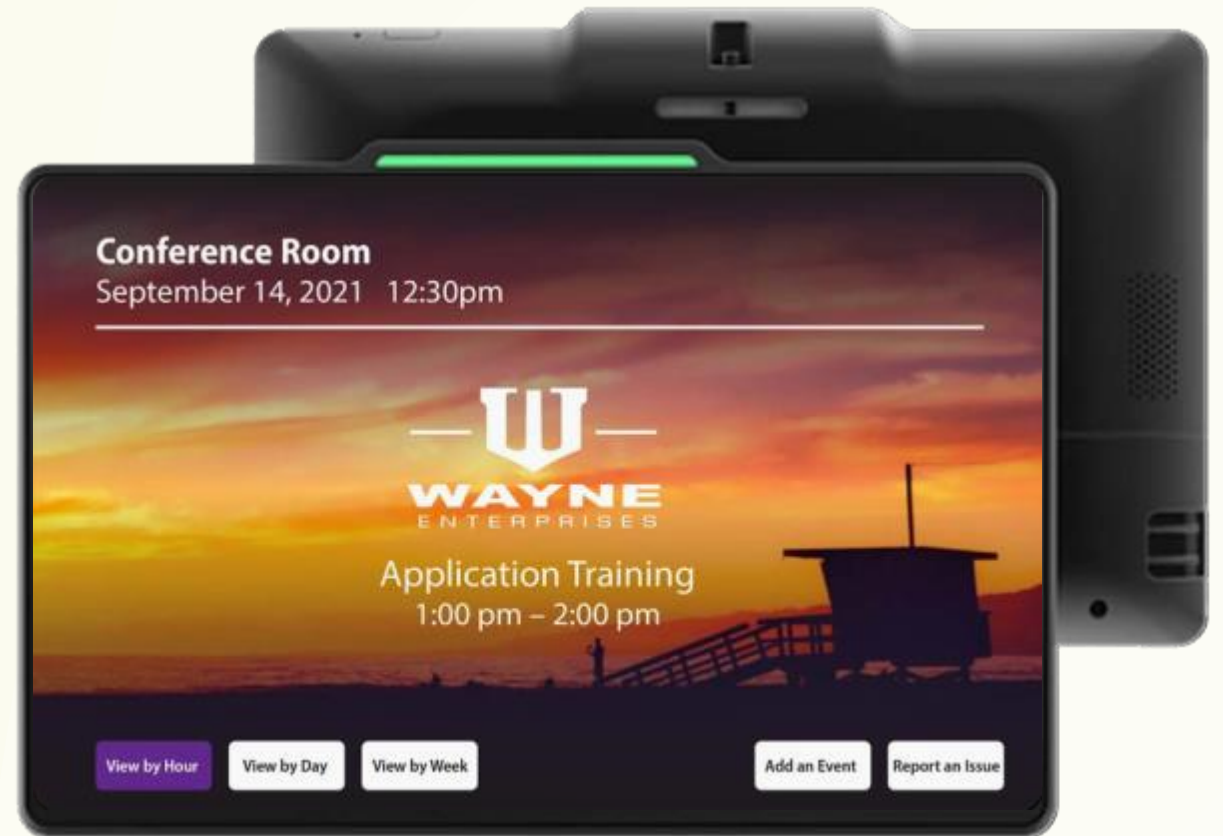 Conference Room
September 14, 2021 12:30pm
WAYNE
ENTERPRISES
Application Training
1:00 pm – 2:00 pm
View by Hour
View by Day
View by Week
Add an Event
Report an Issue